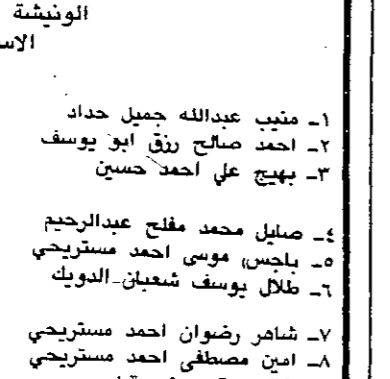 الونيشة
الاس
١- منيب عبدالله جميل حداد
٢- احمد صالح رزق ابو يوسف
٣- بهيج علي احمد حسين
٤- صايل محمد مفلح عبدالرحيم
٥- باجس موسى احمد مستريحي
٦- طلال يوسف شعبان الدويك
٧- شاهر رضوان احمد مستريحي
٨- امين مصطفى احمد مستريحي